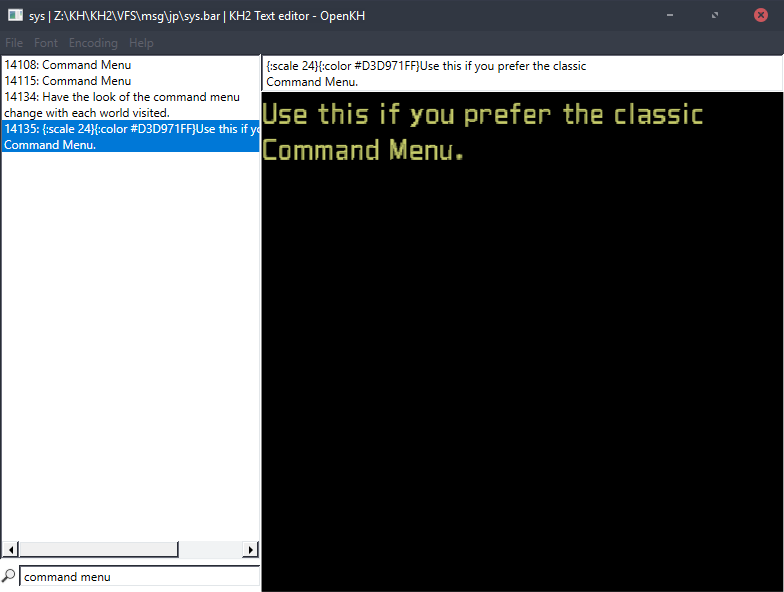 sys | Z:\KH\KH2\VFS\msg\jp\sys.bar | KH2 Text editor - OpenKH
File Font Encoding Help
14108: Command Menu
14115: Command Menu
14134: Have the look of the command menu
change with each world visited.
14135: {:scale 24}{:color #D3D971FF}Use this if yo
Command Menu.
command menu
{:scale 24}{:color #D3D971FF}Use this if you prefer the classic
Command Menu.
Use this if you prefer the classic
Command Menu.